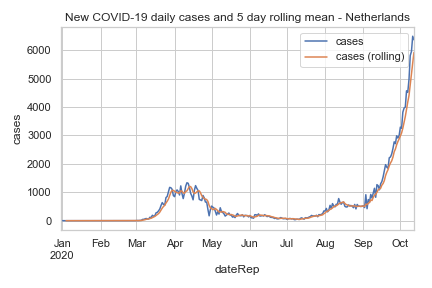 New COVID-19 daily cases and 5 day rolling mean - Netherlands
cases
cases (rolling)
6000
5000
4000
3000
2000
1000
0
cases
Jan Feb Mar Apr May Jun Jul Aug Sep Oct
2020
dateRep